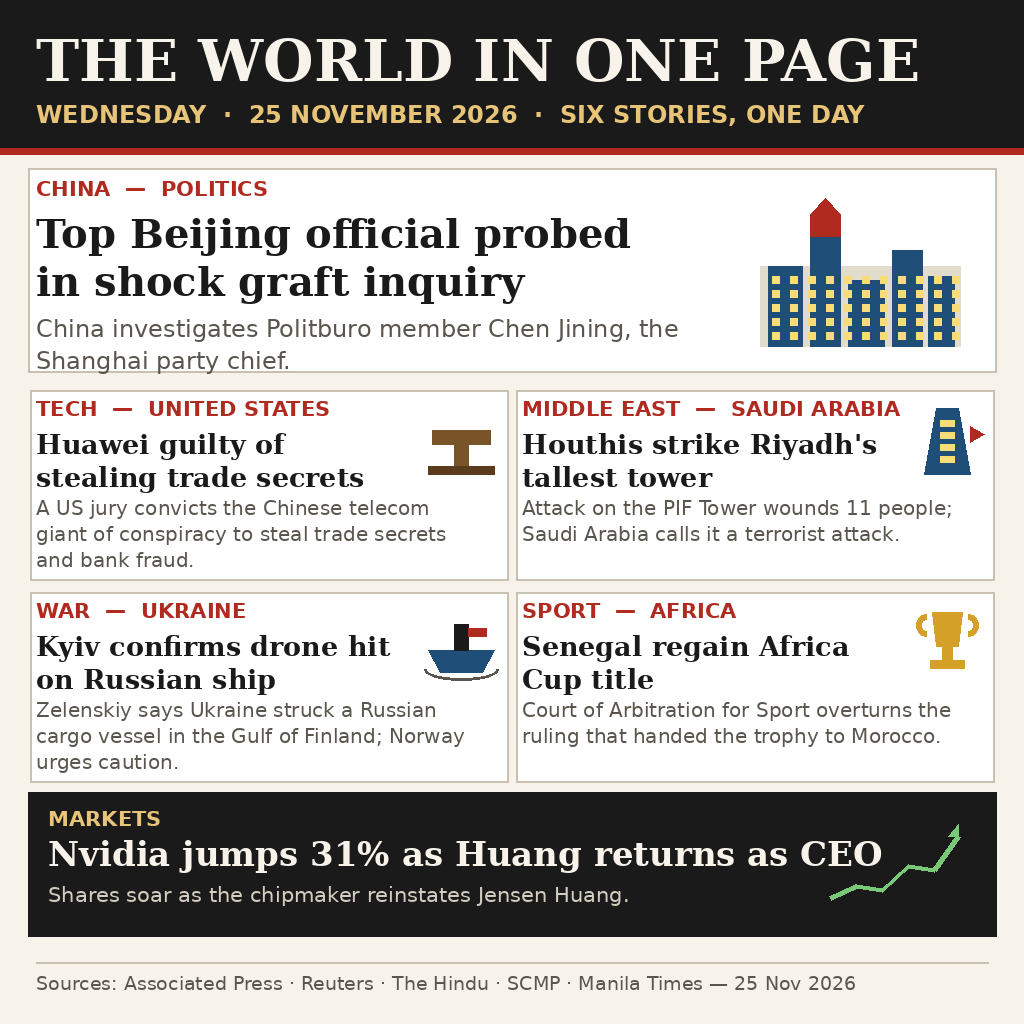 THE WORLD IN ONE PAGE
WEDNESDAY · 25 NOVEMBER 2026 · SIX STORIES, ONE DAY
CHINA — POLITICS
Top Beijing official probed
in shock graft inquiry
China investigates Politburo member Chen Jining, the
Shanghai party chief.
TECH — UNITED STATES
Huawei guilty of
stealing trade secrets
A US jury convicts the Chinese telecom
giant of conspiracy to steal trade secrets
and bank fraud.
MIDDLE EAST — SAUDI ARABIA
Houthis strike Riyadh's
tallest tower
Attack on the PIF Tower wounds 11 people;
Saudi Arabia calls it a terrorist attack.
WAR — UKRAINE
Kyiv confirms drone hit
on Russian ship
Zelenskiy says Ukraine struck a Russian
cargo vessel in the Gulf of Finland; Norway
urges caution.
SPORT — AFRICA
Senegal regain Africa
Cup title
Court of Arbitration for Sport overturns the
ruling that handed the trophy to Morocco.
MARKETS
Nvidia jumps 31% as Huang returns as CEO
Shares soar as the chipmaker reinstates Jensen Huang.
Sources: Associated Press · Reuters · The Hindu · SCMP · Manila Times — 25 Nov 2026